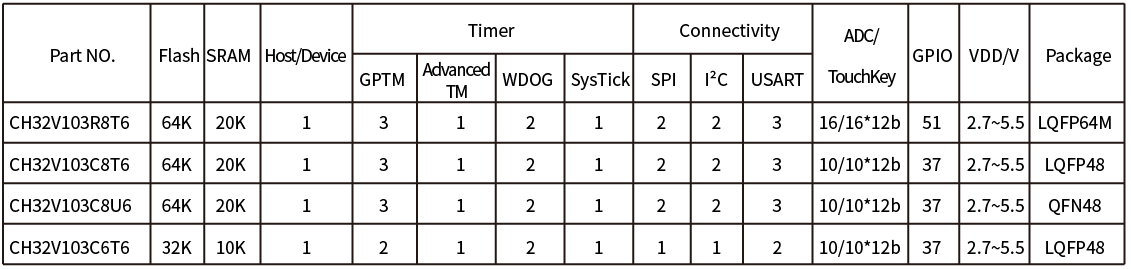 Part NO. Flash SRAM Host/Device Timer Connectivity ADC/ TouchKey GPIO VDD/V Package
GPTM Advanced TM WDOG SysTick SPI I²C USART
CH32V103R8T6 64K 20K 1 3 1 2 1 2 2 3 16/16*12b 51 2.7~5.5 LQFP64M
CH32V103C8T6 64K 20K 1 3 1 2 1 2 2 3 10/10*12b 37 2.7~5.5 LQFP48
CH32V103C8U6 64K 20K 1 3 1 2 1 2 2 3 10/10*12b 37 2.7~5.5 QFN48
CH32V103C6T6 32K 10K 1 2 1 2 1 1 1 2 10/10*12b 37 2.7~5.5 LQFP48